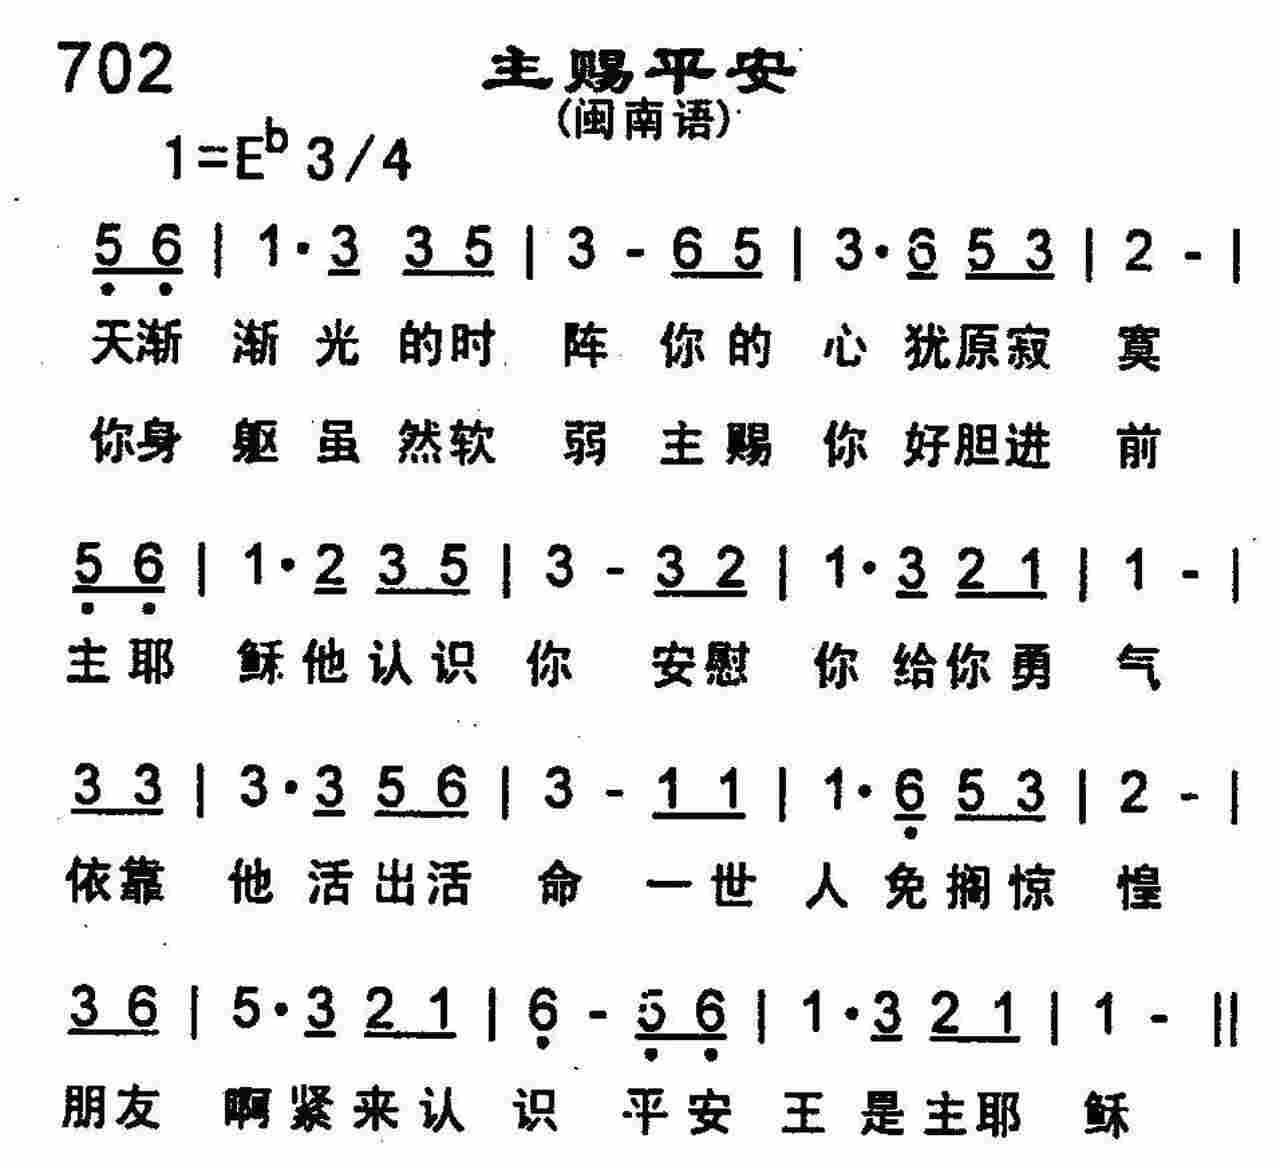 702
主赐平安
(闽南语)
1=E♭ 3/4
5̣ 6̣ | 1·3 3 5 | 3 - 6 5 | 3·6 5 3 | 2 - |
天渐 渐光的时 阵 你的 心犹原寂 寞
你身 躯虽然软 弱 主赐 你好胆进 前
5̣ 6̣ | 1·2 3 5 | 3 - 3 2 | 1·3 2 1 | 1 - |
主耶 稣他认识 你 安慰 你给你勇 气
3 3 | 3·3 5 6 | 3 - 1 1 | 1·6̣ 5 3 | 2 - |
依靠 他活出活 命 一世 人免搁惊 惶
3 6 | 5·3 2 1 | 6̣ - 5̣ 6̣ | 1·3 2 1 | 1 - ||
朋友 啊紧来认 识 平安 王是主耶 稣